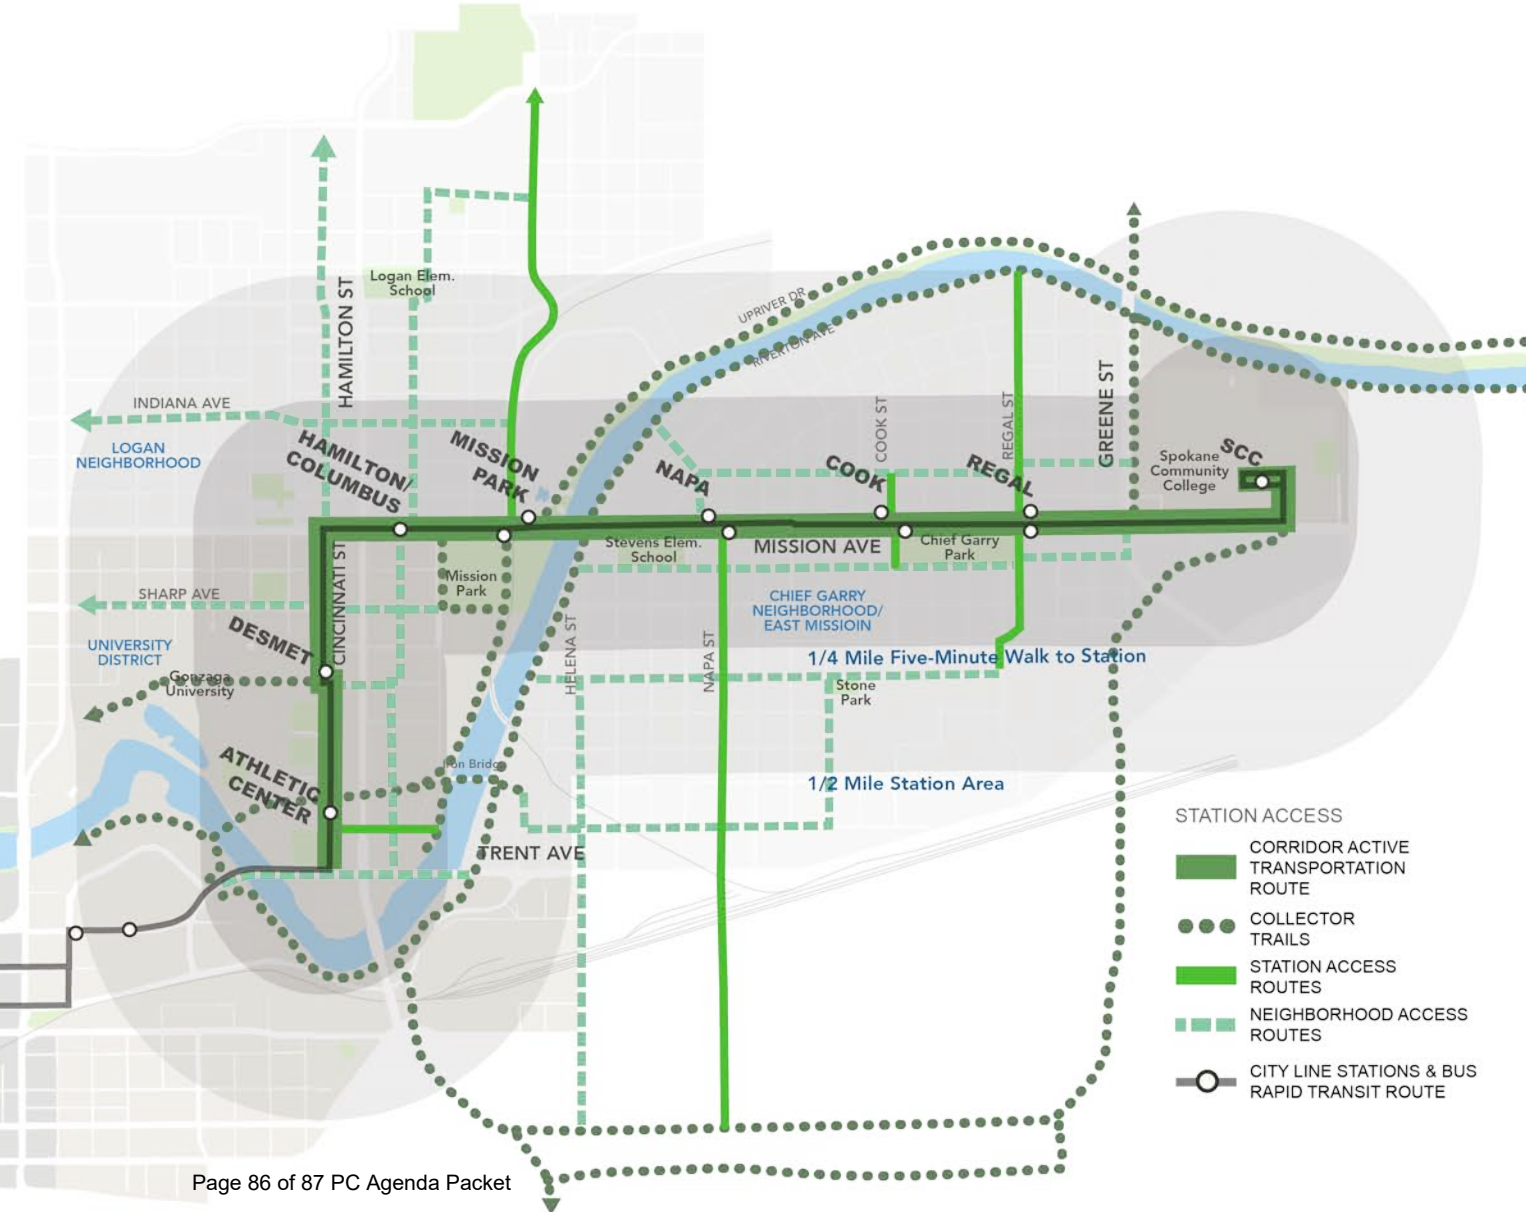 Logan Elem.
School
HAMILTON ST
UPRIVER DR
RIVERTON AVE
INDIANA AVE
LOGAN
NEIGHBORHOOD
HAMILTON/
COLUMBUS
MISSION
PARK
NAPA
COOK
COOK ST
REGAL
REGAL ST
GREENE ST
SCC
Spokane
Community
College
Stevens Elem.
School
MISSION AVE
Chief Garry
Park
CINCINNATI ST
Mission
Park
SHARP AVE
CHIEF GARRY
NEIGHBORHOOD/
EAST MISSIOIN
DESMET
UNIVERSITY
DISTRICT
Gonzaga
University
HELENA ST
NAPA ST
1/4 Mile Five-Minute Walk to Station
Stone
Park
ATHLETIC
CENTER
Iron Bridge
1/2 Mile Station Area
TRENT AVE
STATION ACCESS
CORRIDOR ACTIVE
TRANSPORTATION
ROUTE
COLLECTOR
TRAILS
STATION ACCESS
ROUTES
NEIGHBORHOOD ACCESS
ROUTES
CITY LINE STATIONS & BUS
RAPID TRANSIT ROUTE
Page 86 of 87 PC Agenda Packet